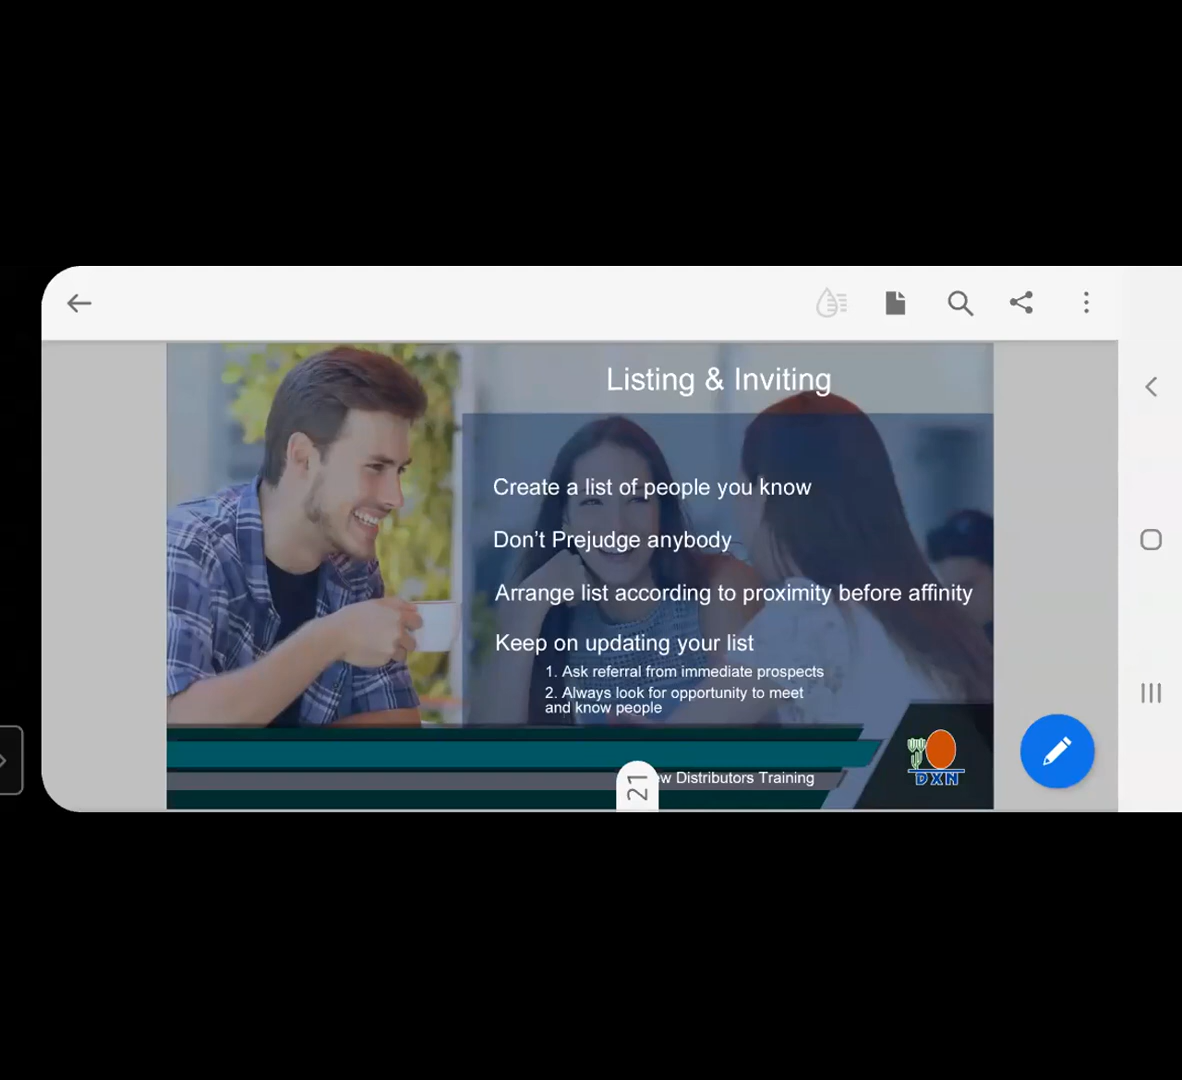 Listing & Inviting
Create a list of people you know
Don't Prejudge anybody
Arrange list according to proximity before affinity
Keep on updating your list
1. Ask referral from immediate prospects
2. Always look for opportunity to meet
and know people
21
Distributors Training
DXN